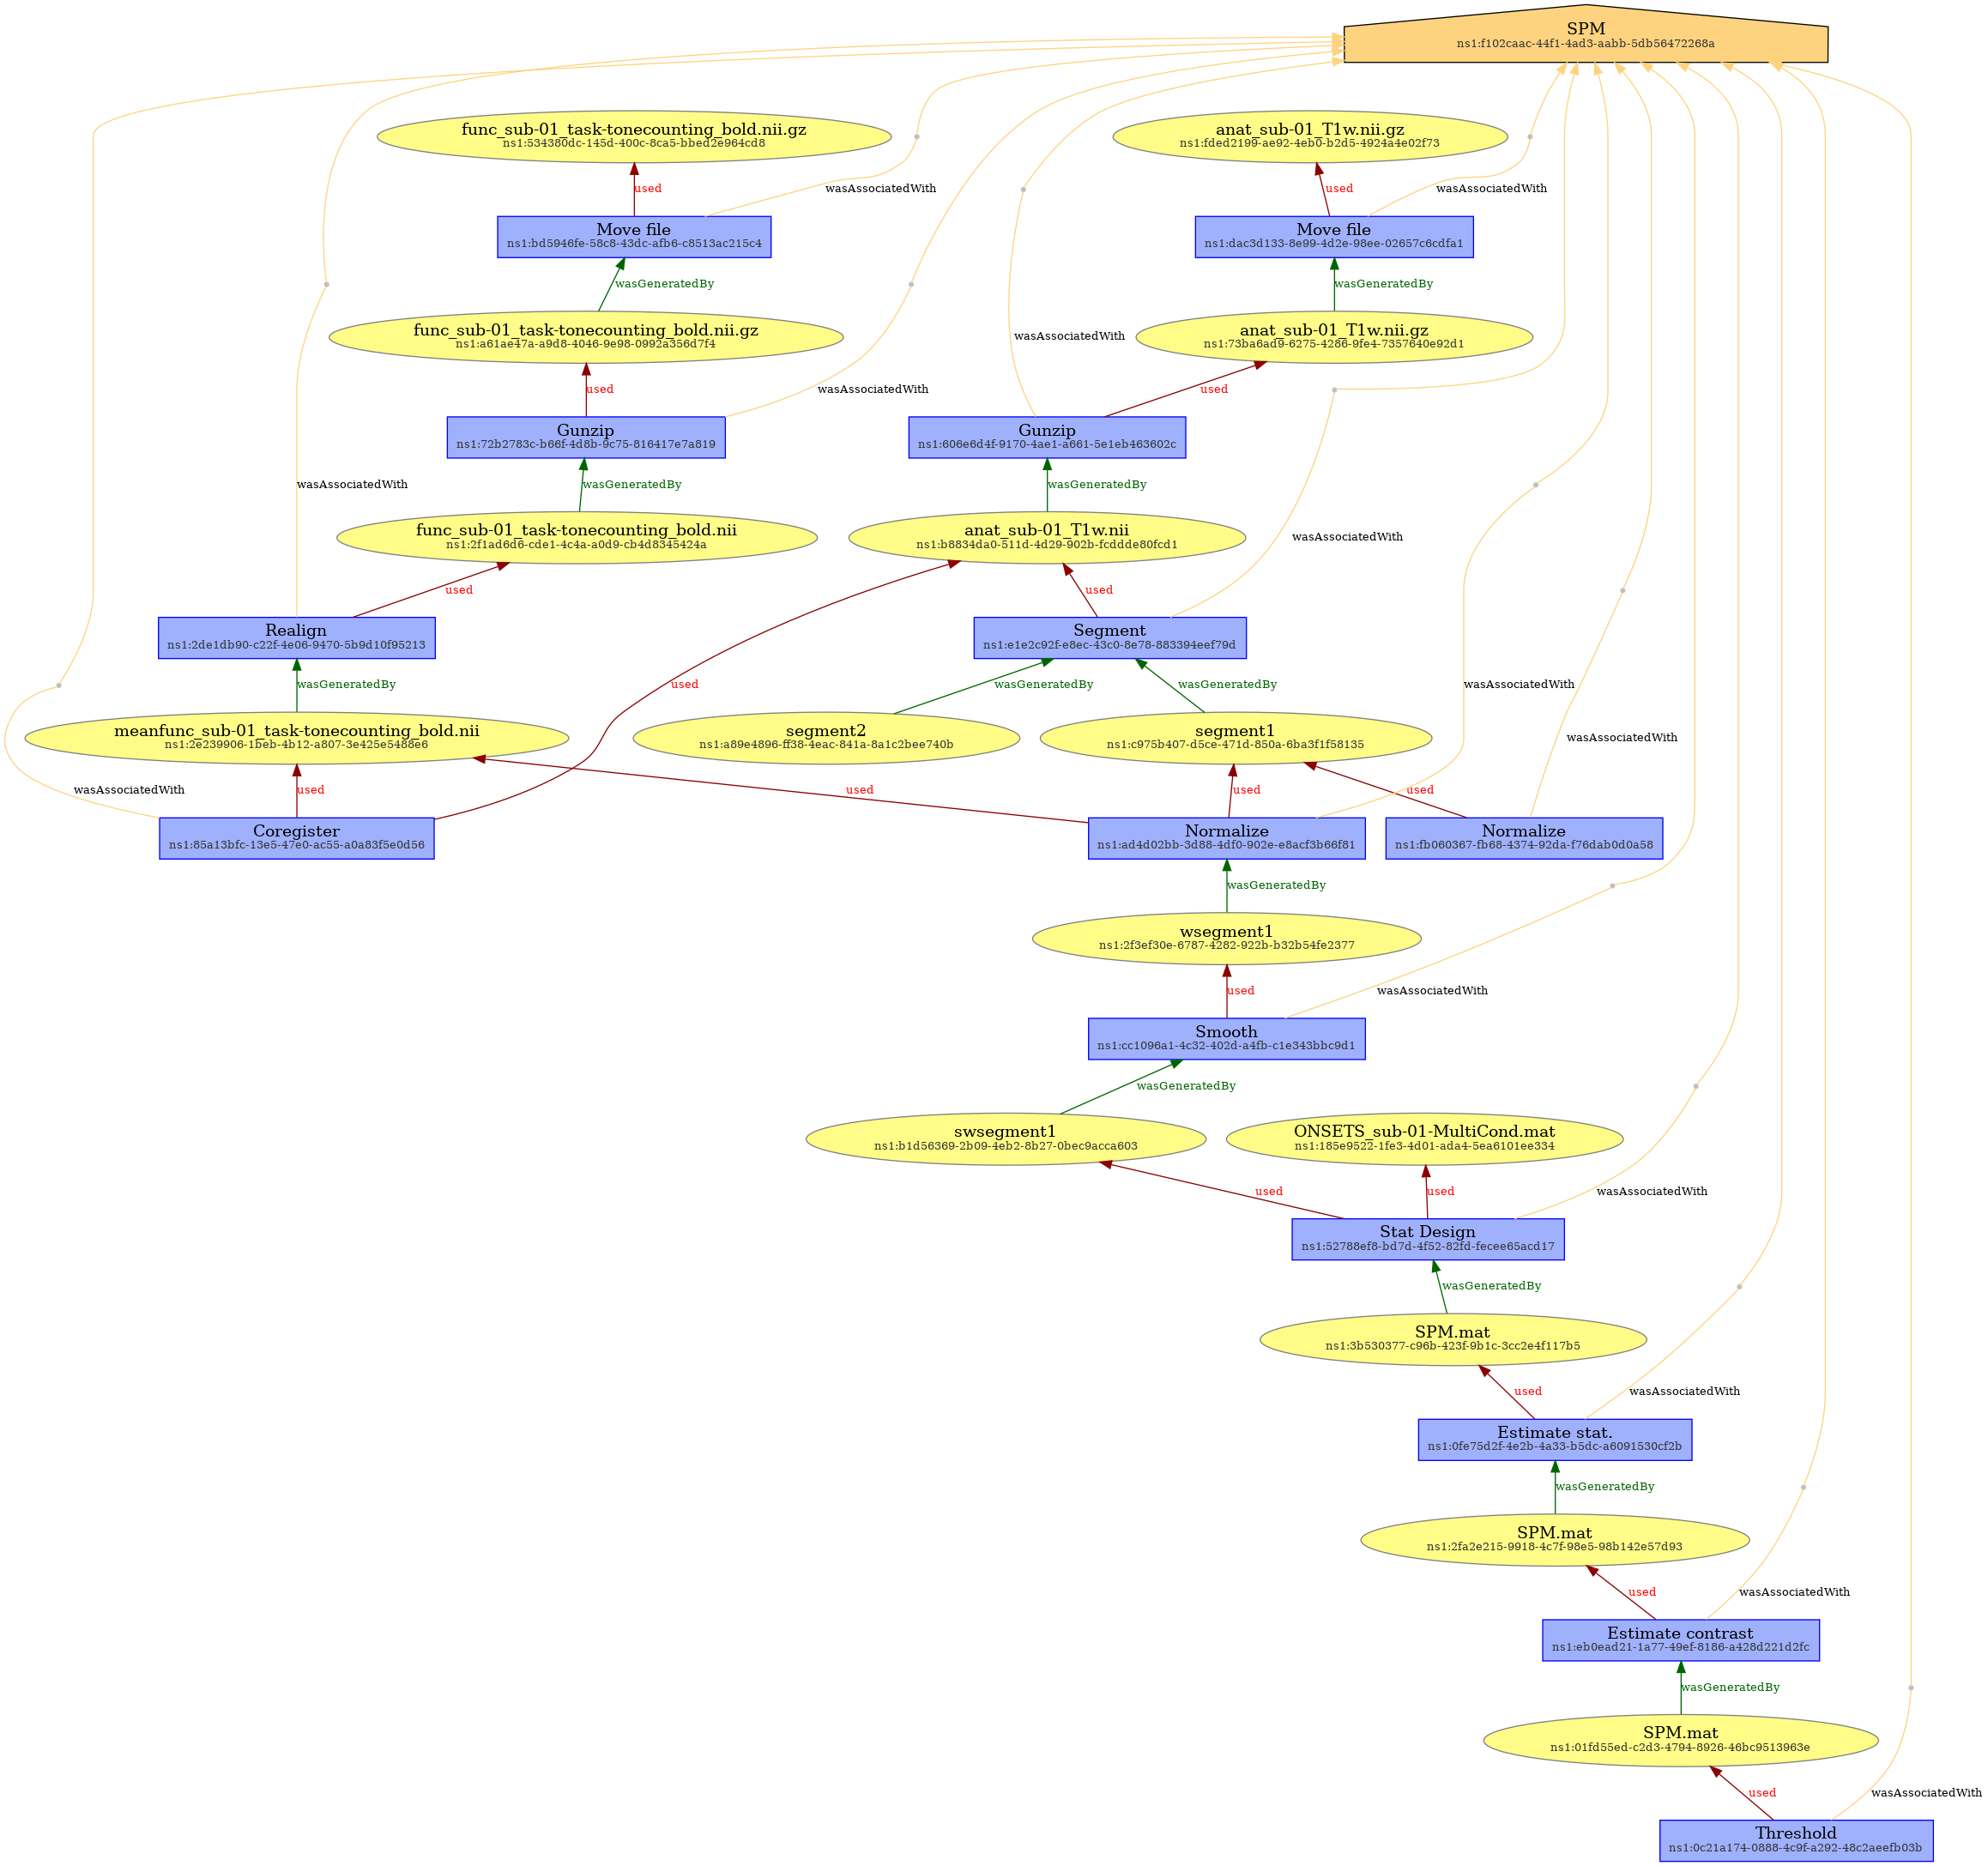 SPM
ns1:f102caac-44f1-4ad3-aabb-5db56472268a
func_sub-01_task-tonecounting_bold.nii.gz
ns1:534380dc-145d-400c-8ca5-bbed2e964cd8
anat_sub-01_T1w.nii.gz
ns1:fded2199-ae92-4eb0-b2d5-4924a4e02f73
used
wasAssociatedWith
used
wasAssociatedWith
Move file
ns1:bd5946fe-58c8-43dc-afb6-c8513ac215c4
Move file
ns1:dac3d133-8e99-4d2e-98ee-02657c6cdfa1
wasGeneratedBy
wasGeneratedBy
func_sub-01_task-tonecounting_bold.nii.gz
ns1:a61ae47a-a9d8-4046-9e98-0992a356d7f4
wasAssociatedWith
anat_sub-01_T1w.nii.gz
ns1:73ba6ad9-6275-4286-9fe4-7357640e92d1
used
wasAssociatedWith
used
Gunzip
ns1:72b2783c-b66f-4d8b-9c75-816417e7a819
Gunzip
ns1:606e6d4f-9170-4ae1-a661-5e1eb463602c
wasAssociatedWith
wasGeneratedBy
wasGeneratedBy
func_sub-01_task-tonecounting_bold.nii
ns1:2f1ad6d6-cde1-4c4a-a0d9-cb4d8345424a
anat_sub-01_T1w.nii
ns1:b8834da0-511d-4d29-902b-fcddde80fcd1
wasAssociatedWith
used
used
Realign
ns1:2de1db90-c22f-4e06-9470-5b9d10f95213
Segment
ns1:e1e2c92f-e8ec-43c0-8e78-883394eef79d
wasGeneratedBy
used
wasGeneratedBy
wasGeneratedBy
wasAssociatedWith
meanfunc_sub-01_task-tonecounting_bold.nii
ns1:2e239906-1beb-4b12-a807-3e425e5488e6
segment2
ns1:a89e4896-ff38-4eac-841a-8a1c2bee740b
segment1
ns1:c975b407-d5ce-471d-850a-6ba3f1f58135
wasAssociatedWith
wasAssociatedWith
used
used
used
used
Coregister
ns1:85a13bfc-13e5-47e0-ac55-a0a83f5e0d56
Normalize
ns1:ad4d02bb-3d88-4df0-902e-e8acf3b66f81
Normalize
ns1:fb060367-fb68-4374-92da-f76dab0d0a58
wasGeneratedBy
wsegment1
ns1:2f3ef30e-6787-4282-922b-b32b54fe2377
used
wasAssociatedWith
Smooth
ns1:cc1096a1-4c32-402d-a4fb-c1e343bbc9d1
wasGeneratedBy
swsegment1
ns1:b1d56369-2b09-4eb2-8b27-0bec9acca603
ONSETS_sub-01-MultiCond.mat
ns1:185e9522-1fe3-4d01-ada4-5ea6101ee334
used
used
wasAssociatedWith
Stat Design
ns1:52788ef8-bd7d-4f52-82fd-fecee65acd17
wasGeneratedBy
SPM.mat
ns1:3b530377-c96b-423f-9b1c-3cc2e4f117b5
used
wasAssociatedWith
Estimate stat.
ns1:0fe75d2f-4e2b-4a33-b5dc-a6091530cf2b
wasGeneratedBy
SPM.mat
ns1:2fa2e215-9918-4c7f-98e5-98b142e57d93
used
wasAssociatedWith
Estimate contrast
ns1:eb0ead21-1a77-49ef-8186-a428d221d2fc
wasGeneratedBy
SPM.mat
ns1:01fd55ed-c2d3-4794-8926-46bc9513963e
used
wasAssociatedWith
Threshold
ns1:0c21a174-0888-4c9f-a292-48c2aeefb03b